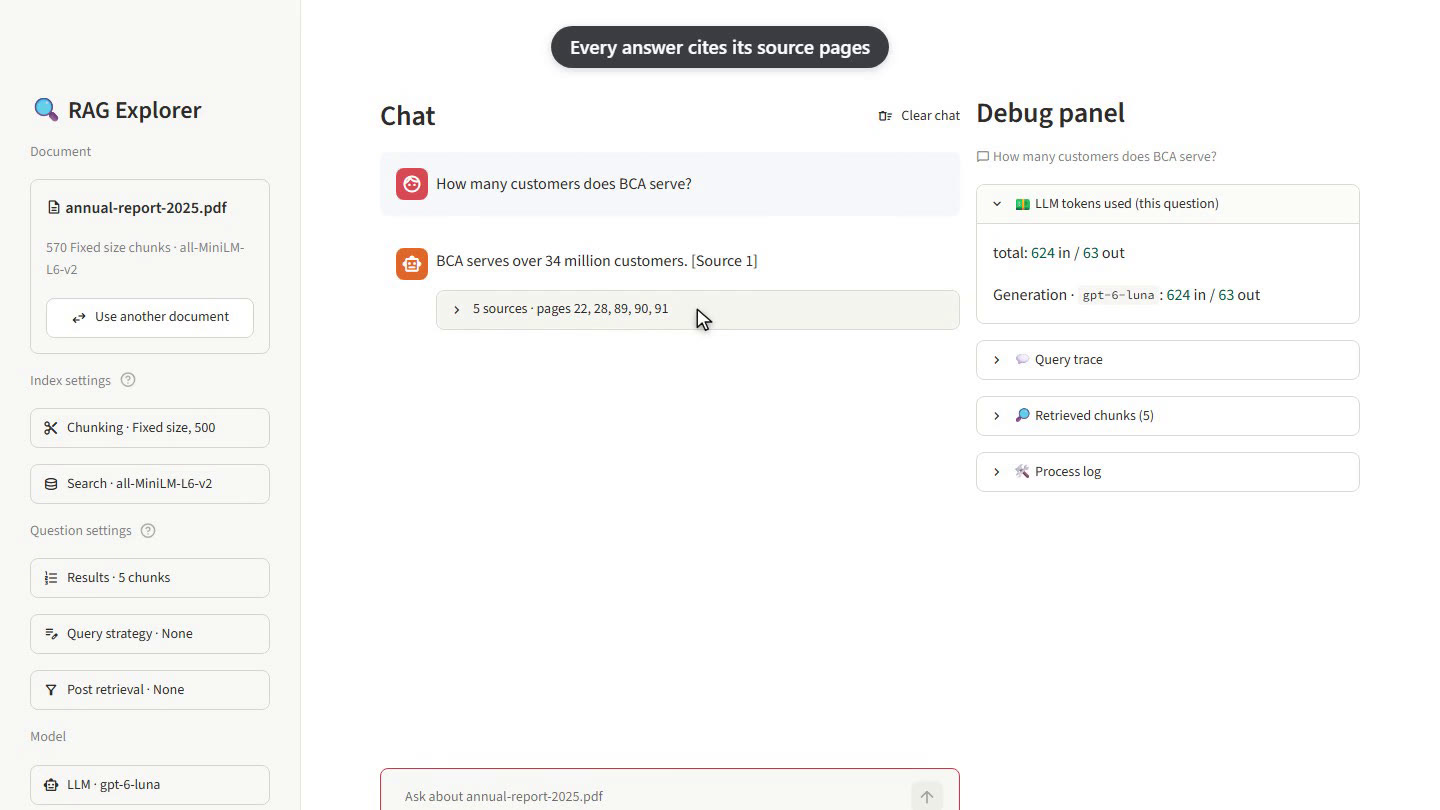 Every answer cites its source pages
RAG Explorer
Document
annual-report-2025.pdf
570 Fixed size chunks · all-MiniLM-
L6-v2
Use another document
Index settings
Chunking · Fixed size, 500
Search · all-MiniLM-L6-v2
Question settings
Results · 5 chunks
Query strategy · None
Post retrieval · None
Model
LLM · gpt-6-luna
Chat
Clear chat
How many customers does BCA serve?
BCA serves over 34 million customers. [Source 1]
5 sources · pages 22, 28, 89, 90, 91
Ask about annual-report-2025.pdf
Debug panel
How many customers does BCA serve?
LLM tokens used (this question)
total: 624 in / 63 out
Generation · gpt-6-luna : 624 in / 63 out
Query trace
Retrieved chunks (5)
Process log